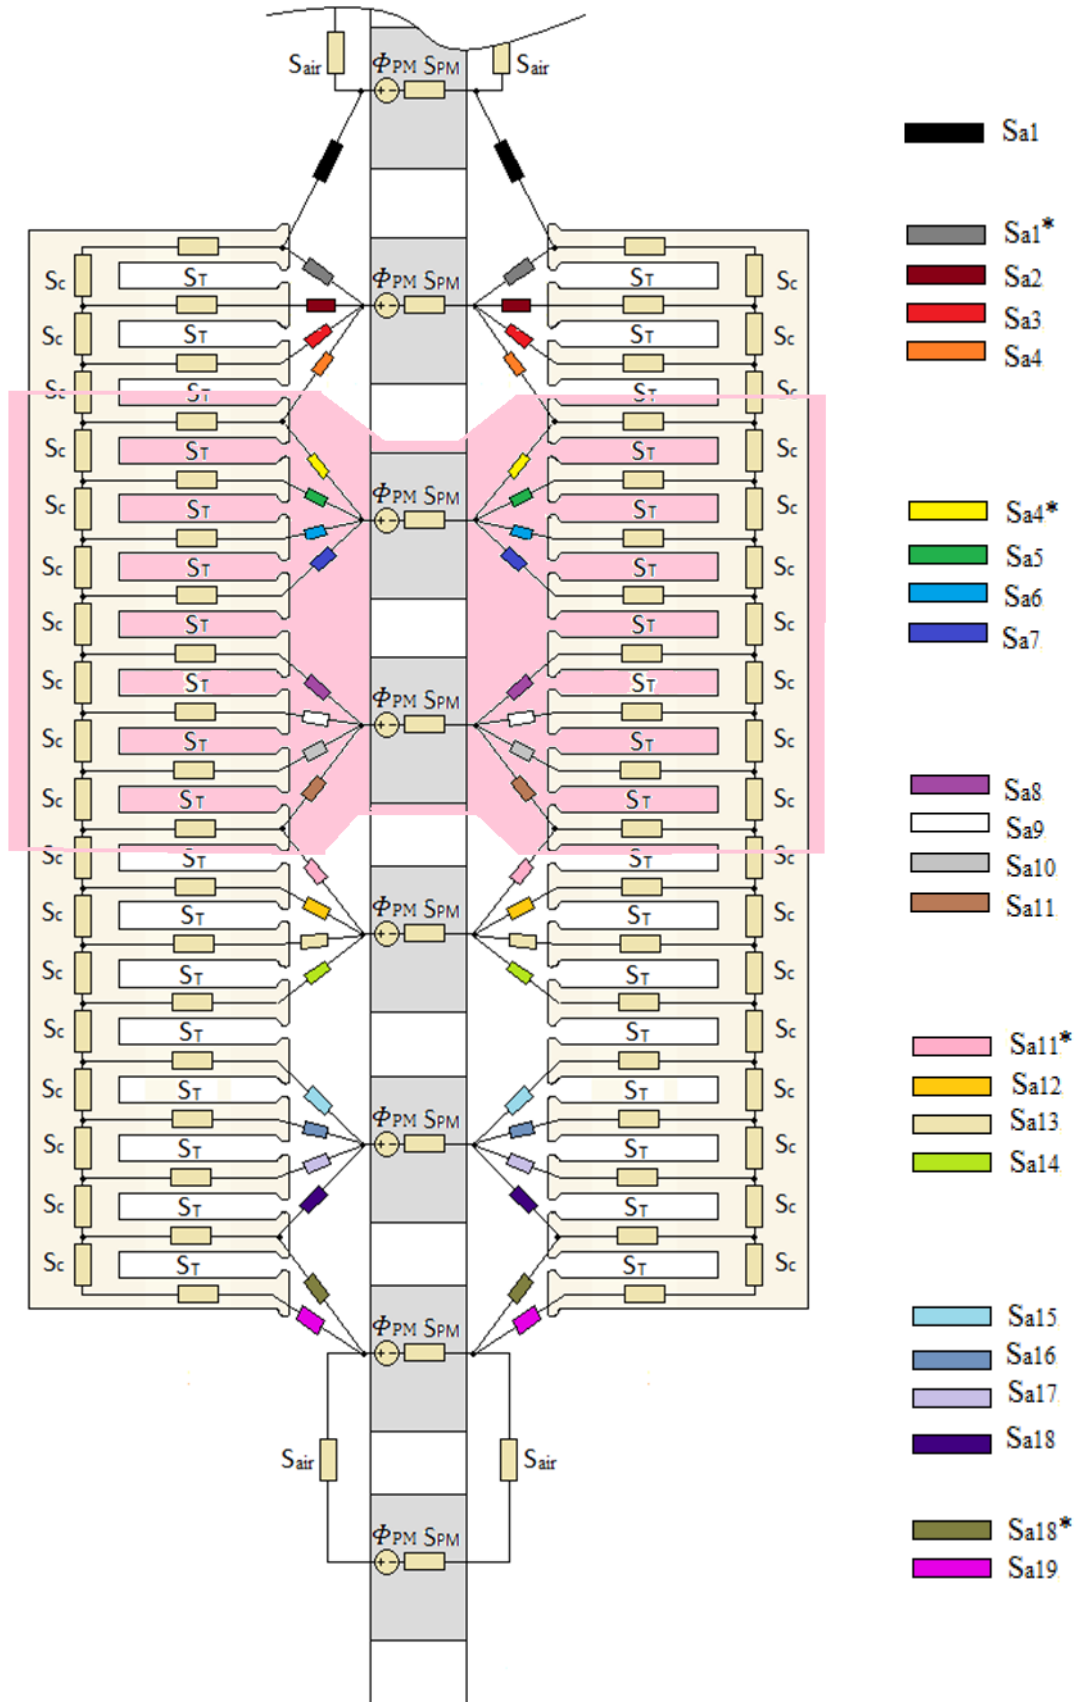 Sair ΦPM SPM Sair
Sc ST ΦPM SPM ST Sc
Sc ST ST Sc
Sc ST ST Sc
Sc ST ST Sc
Sc ST ΦPM SPM ST Sc
Sc ST ST Sc
Sc ST ST Sc
Sc ST ΦPM SPM ST Sc
Sc ST ST Sc
Sc ST ST Sc
Sc ST ST Sc
Sc ST ΦPM SPM ST Sc
Sc ST ST Sc
Sc ST ST Sc
Sc ST ST Sc
Sc ST ΦPM SPM ST Sc
Sc ST ST Sc
Sc ST ST Sc
ΦPM SPM
Sair Sair
ΦPM SPM
Sa1
Sa1*
Sa2
Sa3
Sa4
Sa4*
Sa5
Sa6
Sa7
Sa8
Sa9
Sa10
Sa11
Sa11*
Sa12
Sa13
Sa14
Sa15
Sa16
Sa17
Sa18
Sa18*
Sa19